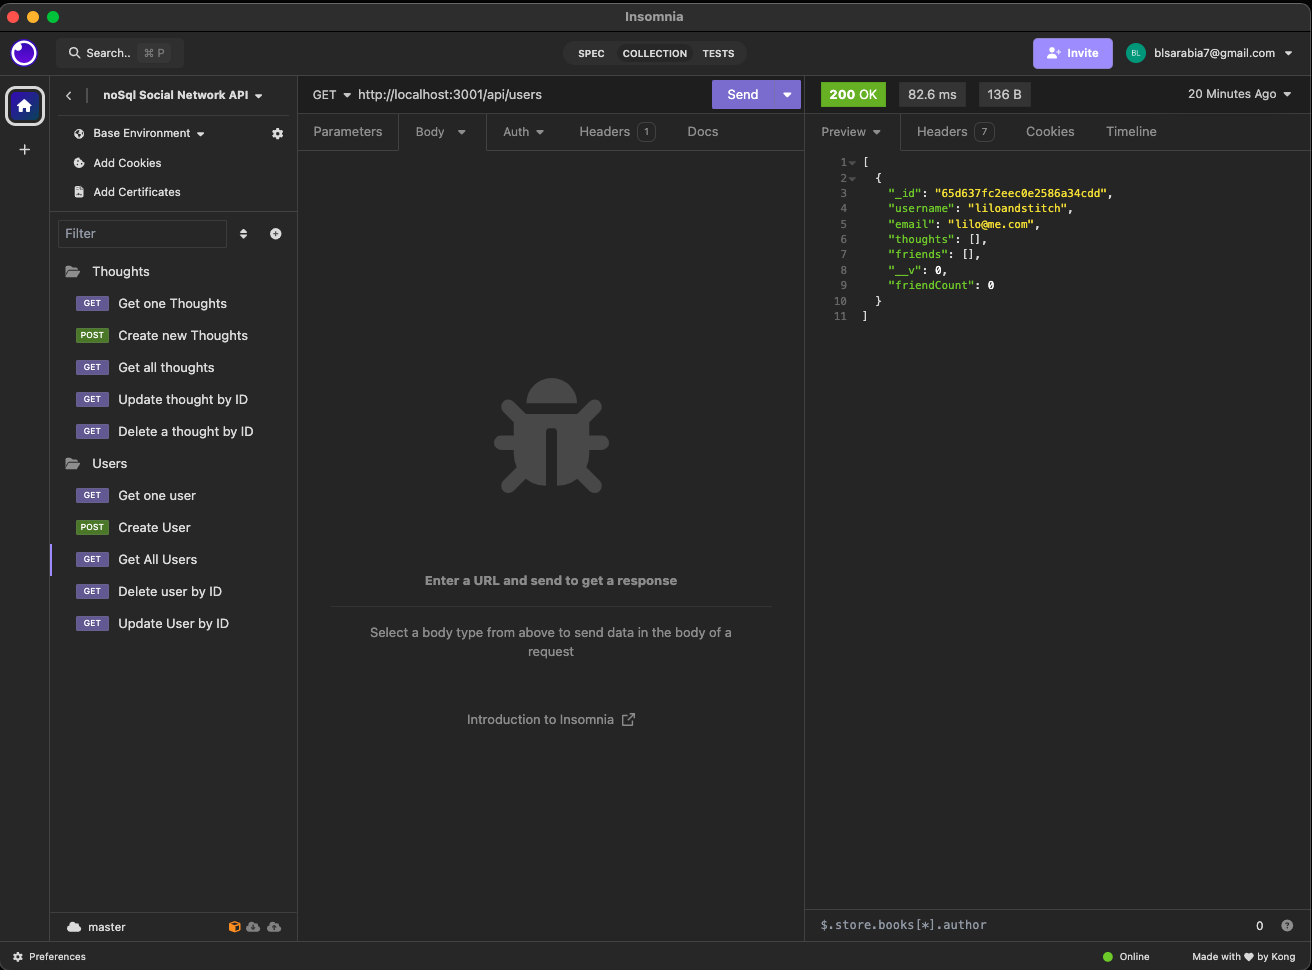 Insomnia
Search.. ⌘ P
SPEC COLLECTION TESTS
Invite
BL
blsarabia7@gmail.com
noSql Social Network API
Base Environment
Add Cookies
Add Certificates
Filter
Thoughts
GET Get one Thoughts
POST Create new Thoughts
GET Get all thoughts
GET Update thought by ID
GET Delete a thought by ID
Users
GET Get one user
POST Create User
GET Get All Users
GET Delete user by ID
GET Update User by ID
master
GET http://localhost:3001/api/users
Send
Parameters Body Auth Headers 1 Docs
Enter a URL and send to get a response
Select a body type from above to send data in the body of a
request
Introduction to Insomnia
200 OK 82.6 ms 136 B
20 Minutes Ago
Preview Headers 7 Cookies Timeline
1 [
2 {
3 "_id": "65d637fc2eec0e2586a34cdd",
4 "username": "liloandstitch",
5 "email": "lilo@me.com",
6 "thoughts": [],
7 "friends": [],
8 "__v": 0,
9 "friendCount": 0
10 }
11 ]
$.store.books[*].author
0
?
Preferences
Online
Made with ♥ by Kong